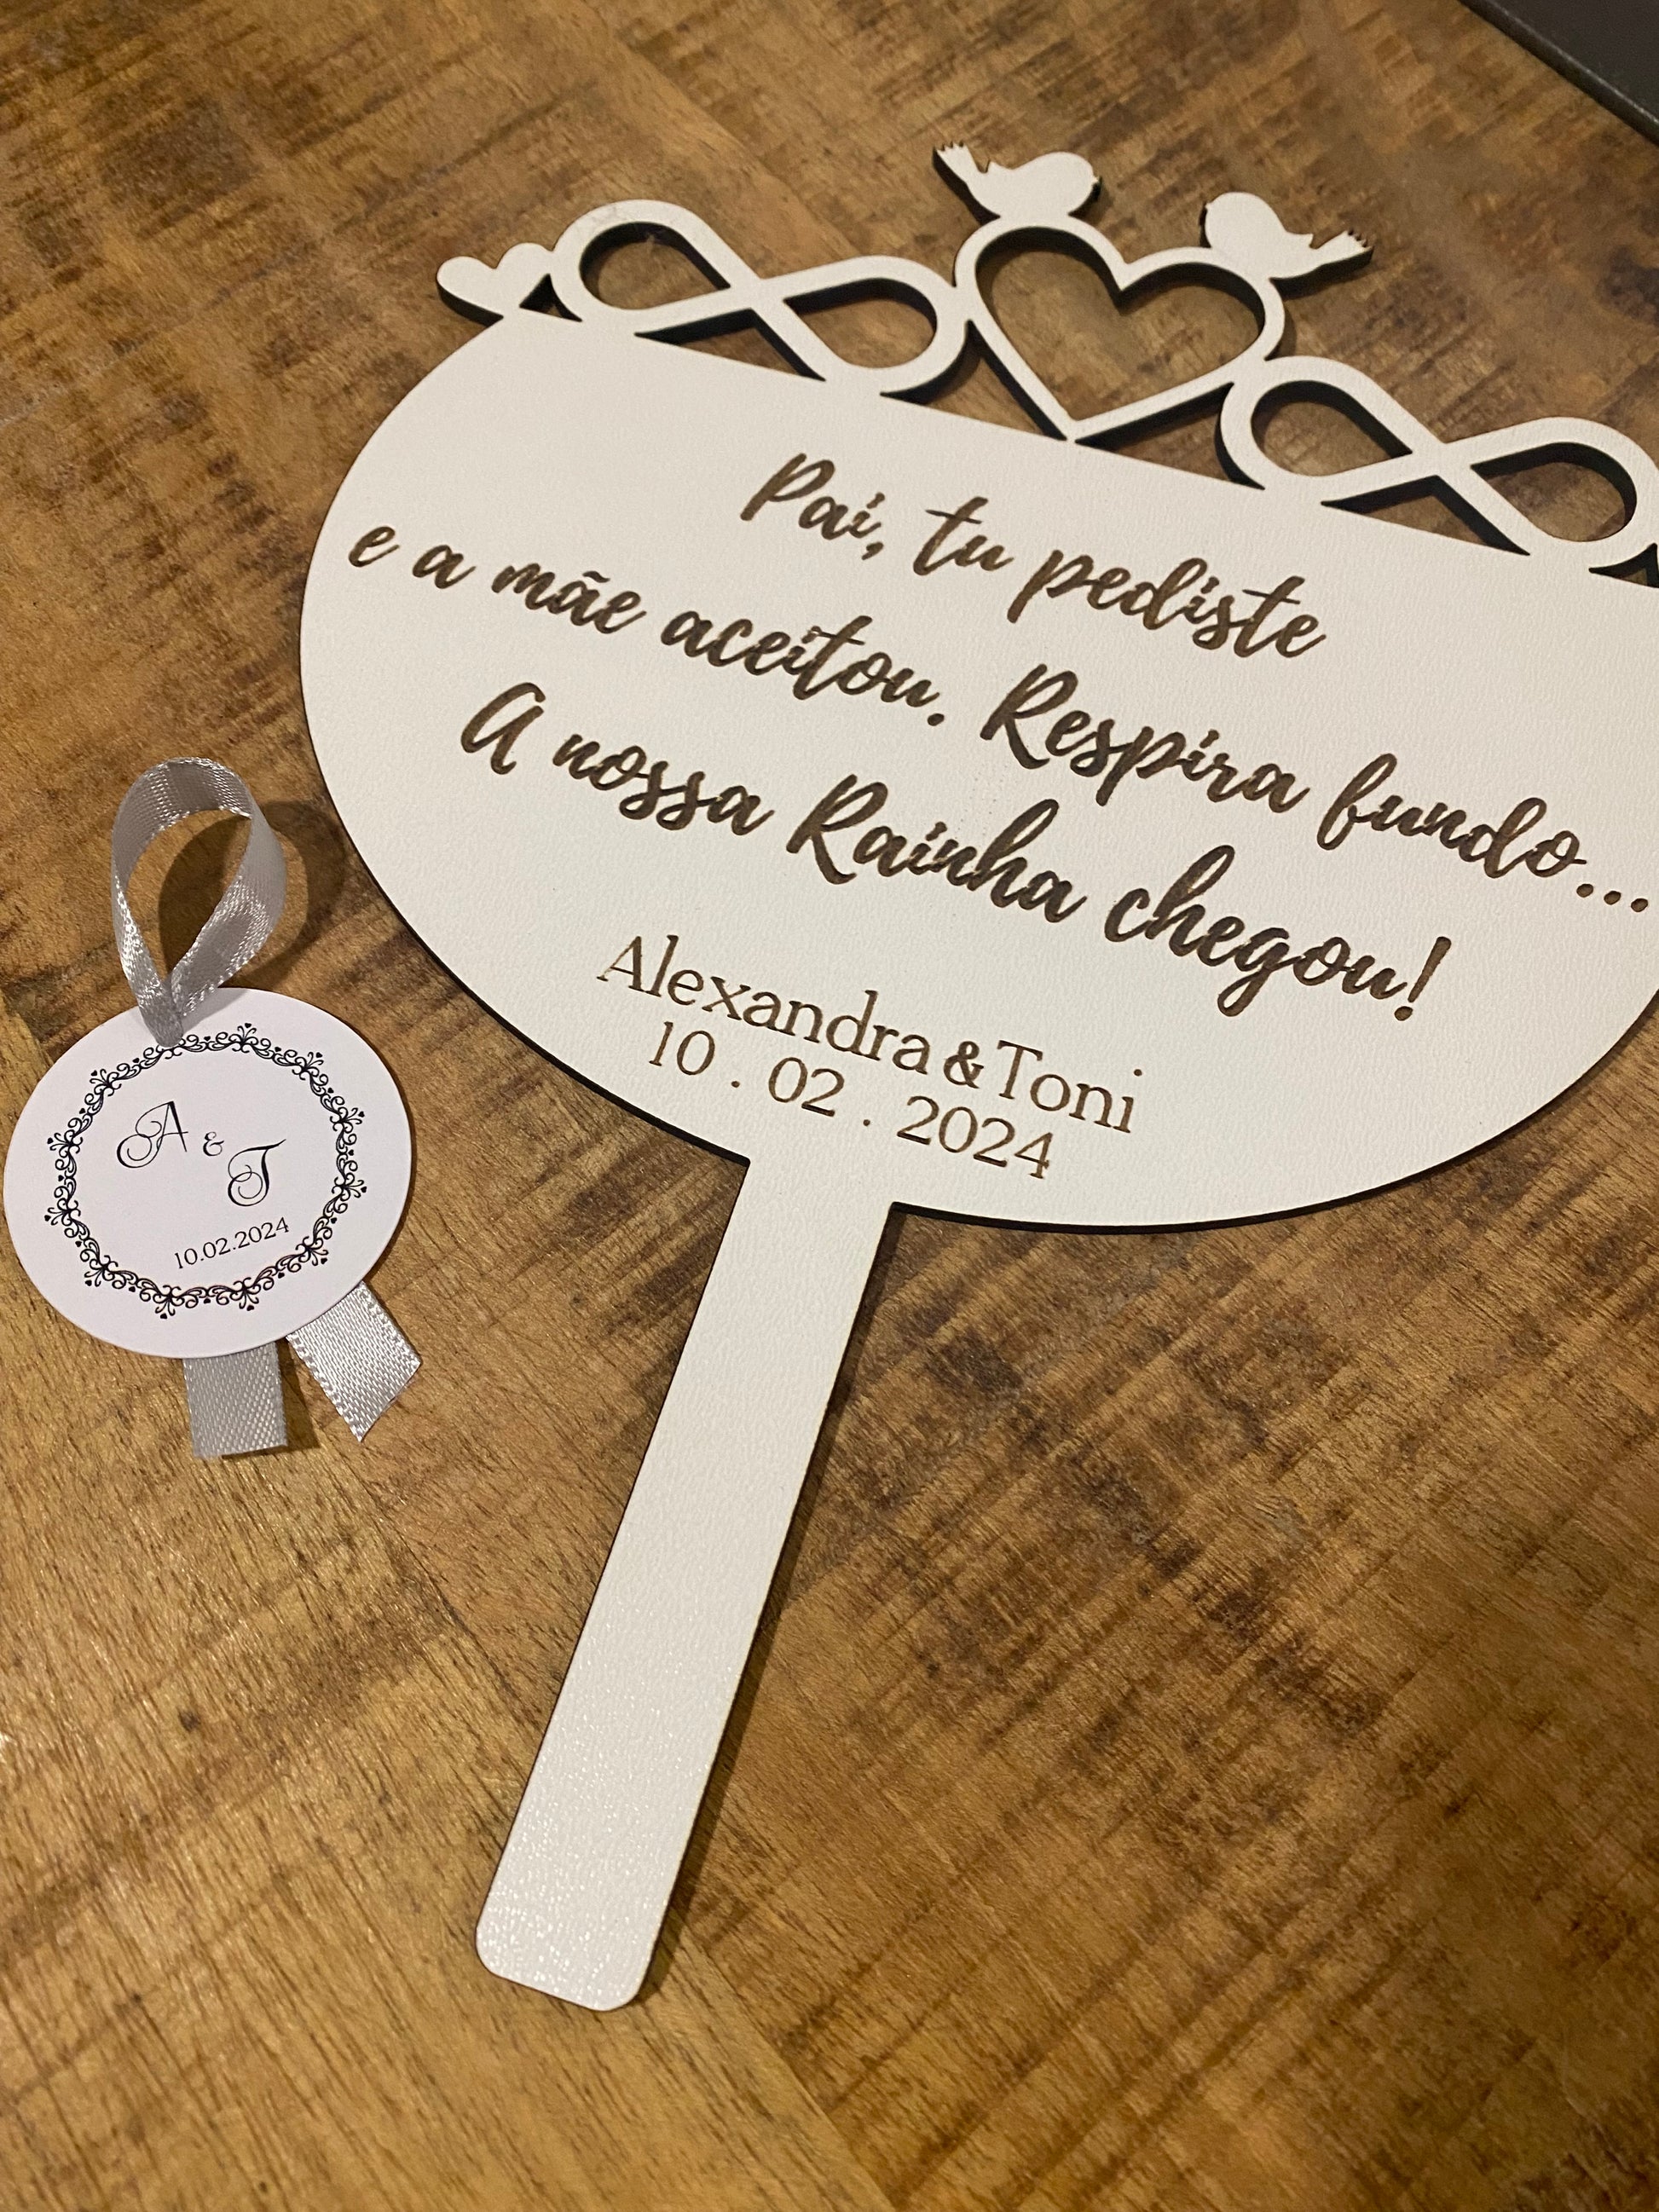 Pai, tu pediste
e a mãe aceitou. Respira fundo...
A nossa Rainha chegou!
Alexandra & Toni
10 . 02 . 2024
A & T
10.02.2024